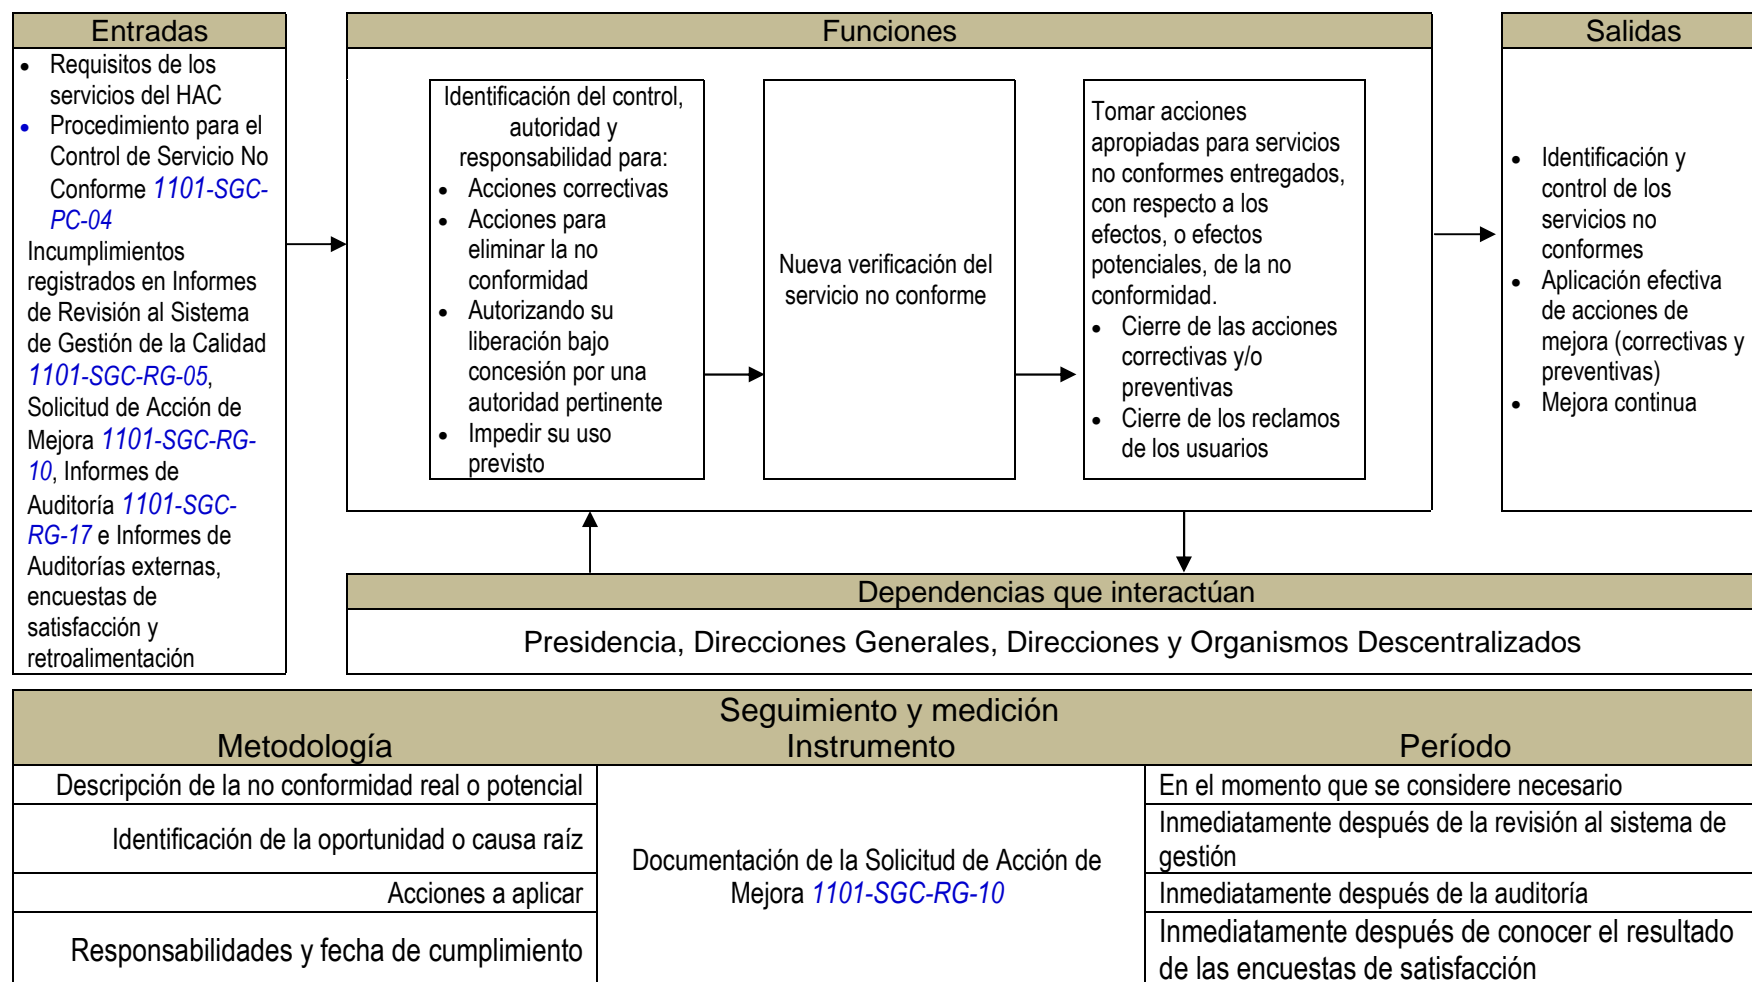 Entradas
Requisitos de los
servicios del HAC
Procedimiento para el
Control de Servicio No
Conforme 1101-SGC-
PC-04
Incumplimientos
registrados en Informes
de Revisión al Sistema
de Gestión de la Calidad
1101-SGC-RG-05,
Solicitud de Acción de
Mejora 1101-SGC-RG-
10, Informes de
Auditoría 1101-SGC-
RG-17 e Informes de
Auditorías externas,
encuestas de
satisfacción y
retroalimentación
Funciones
Identificación del control,
autoridad y
responsabilidad para:
Acciones correctivas
Acciones para
eliminar la no
conformidad
Autorizando su
liberación bajo
concesión por una
autoridad pertinente
Impedir su uso
previsto
Nueva verificación del
servicio no conforme
Tomar acciones
apropiadas para servicios
no conformes entregados,
con respecto a los
efectos, o efectos
potenciales, de la no
conformidad.
Cierre de las acciones
correctivas y/o
preventivas
Cierre de los reclamos
de los usuarios
Salidas
Identificación y
control de los
servicios no
conformes
Aplicación efectiva
de acciones de
mejora (correctivas y
preventivas)
Mejora continua
Dependencias que interactúan
Presidencia, Direcciones Generales, Direcciones y Organismos Descentralizados
Seguimiento y medición
Metodología
Instrumento
Período
Descripción de la no conformidad real o potencial
Identificación de la oportunidad o causa raíz
Acciones a aplicar
Responsabilidades y fecha de cumplimiento
Documentación de la Solicitud de Acción de
Mejora 1101-SGC-RG-10
En el momento que se considere necesario
Inmediatamente después de la revisión al sistema de
gestión
Inmediatamente después de la auditoría
Inmediatamente después de conocer el resultado
de las encuestas de satisfacción